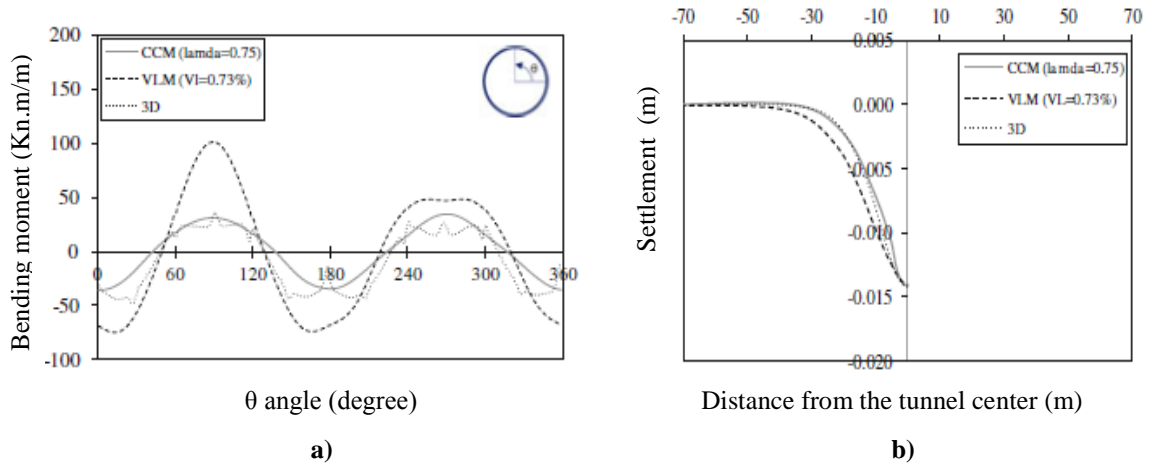 200
150
100
50
0
-50
-100
0 60 120 180 240 300 360
Bending moment (Kn.m/m)
CCM (lamda=0.75)
VLM (Vl=0.73%)
3D
θ
θ angle (degree)
a)
-70 -50 -30 -10 10 30 50 70
0.005
0.000
-0.005
-0.010
-0.015
-0.020
Settlement (m)
CCM (lamda=0.75)
VLM (VL=0.73%)
3D
Distance from the tunnel center (m)
b)